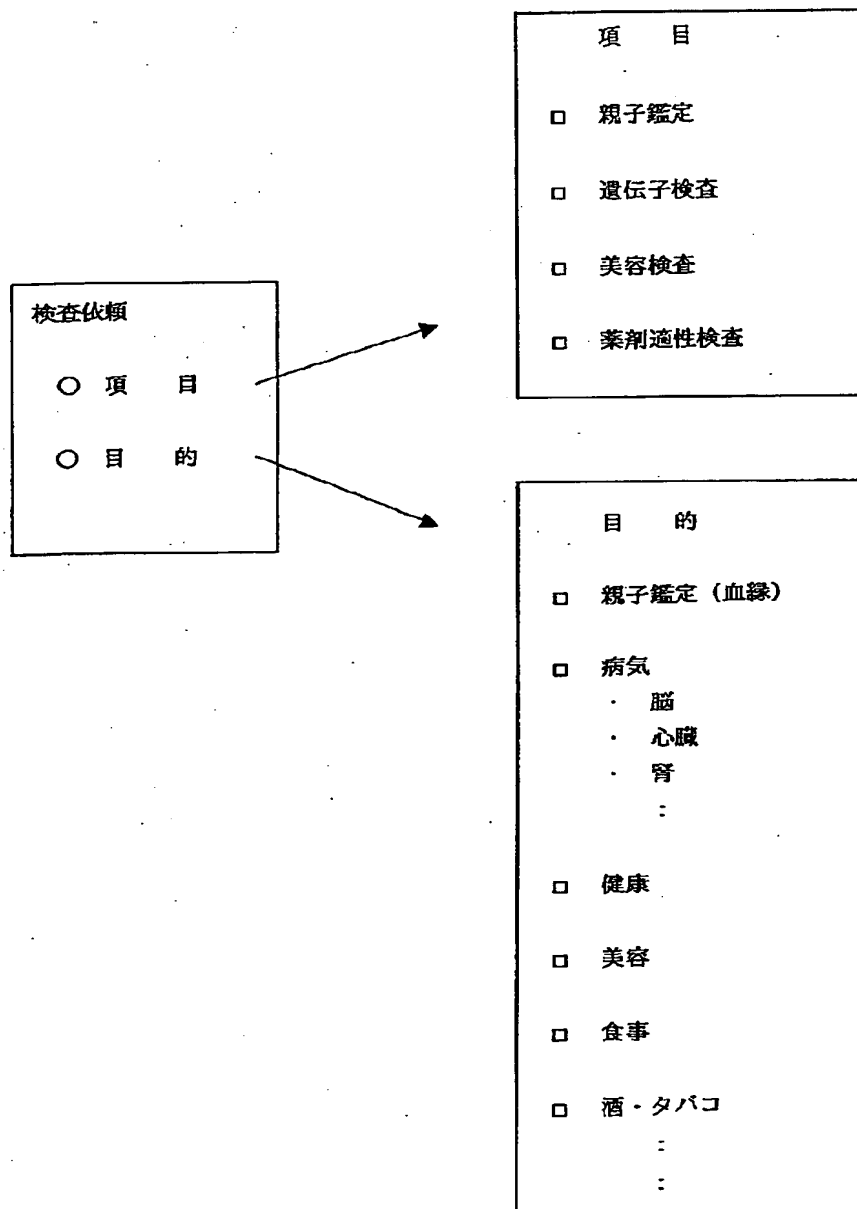 検査依頼
○ 項 目
○ 目 的
項 目
□ 親子鑑定
□ 遺伝子検査
□ 美容検査
□ 薬剤適性検査
目 的
□ 親子鑑定（血縁）
□ 病気
・ 脳
・ 心臓
・ 腎
：
□ 健康
□ 美容
□ 食事
□ 酒・タバコ
：
：